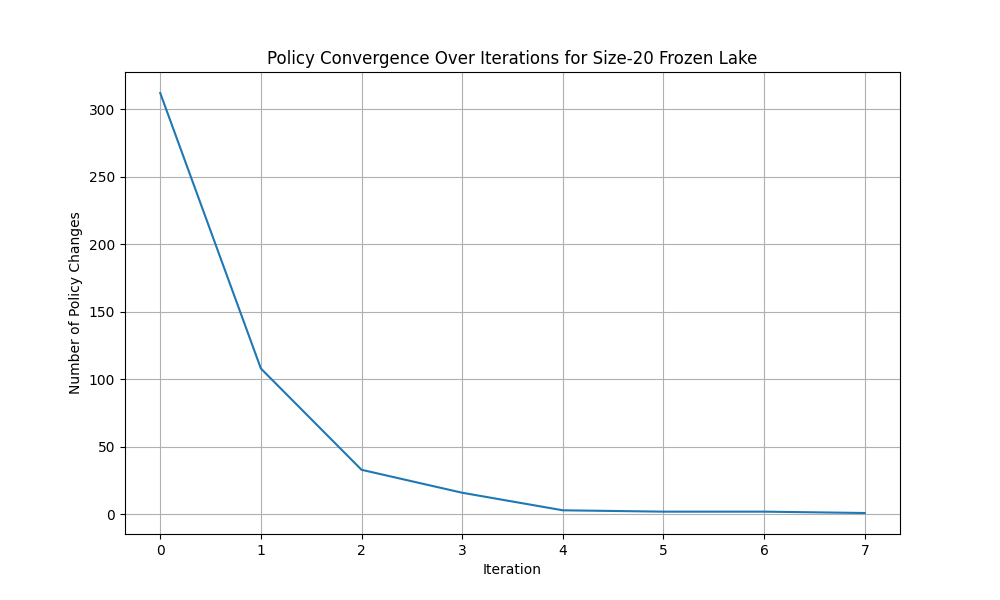 Policy Convergence Over Iterations for Size-20 Frozen Lake
Number of Policy Changes
300
250
200
150
100
50
0
0 1 2 3 4 5 6 7
Iteration